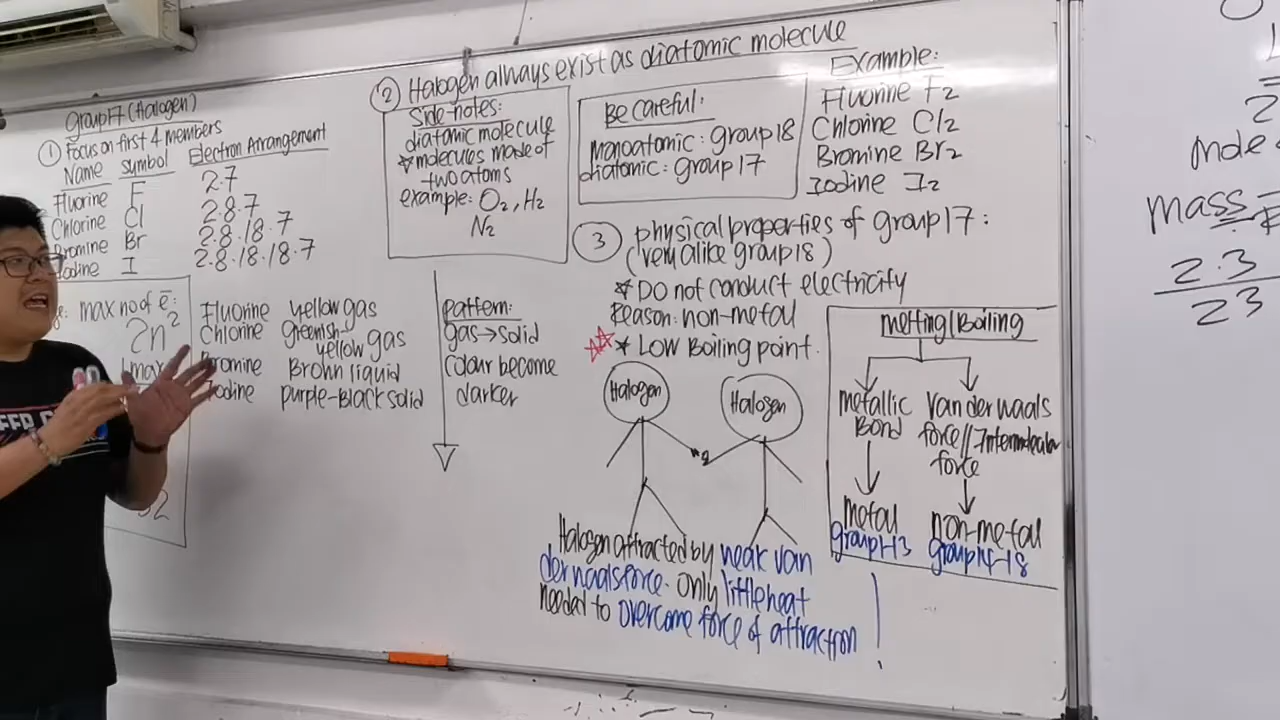 Group 17 (Halogen)
① Focus on first 4 members
Name Symbol Electron Arrangement
Fluorine F 2.7
Chlorine Cl 2.8.7
Bromine Br 2.8.18.7
Iodine I 2.8.18.18.7
max no of ē:
2n²
max
Fluorine yellow gas
Chlorine greenish-
yellow gas
Bromine Brown liquid
Iodine purple-Black solid
② Halogen always exist as diatomic molecule
Side-notes:
diatomic molecule
* molecules made of
two atoms
example: O₂, H₂
N₂
Be careful:
monoatomic: group 18
diatomic: group 17
Example:
Fluorine F₂
Chlorine Cl₂
Bromine Br₂
Iodine I₂
pattern:
gas → solid
Colour become
darker
③ physical properties of group 17:
(very alike group 18)
* DO not conduct electricity
Reason: non-metal
* LOW Boiling point.
Halogen Halogen
Halogen attracted by weak van
der waals force. Only little heat
needed to overcome force of attraction
Melting/Boiling
Metallic
Bond
metal
group 1-13
Van der waals
force// Intermolecular
force
non-metal
group 14-18
mass =
2.3
23